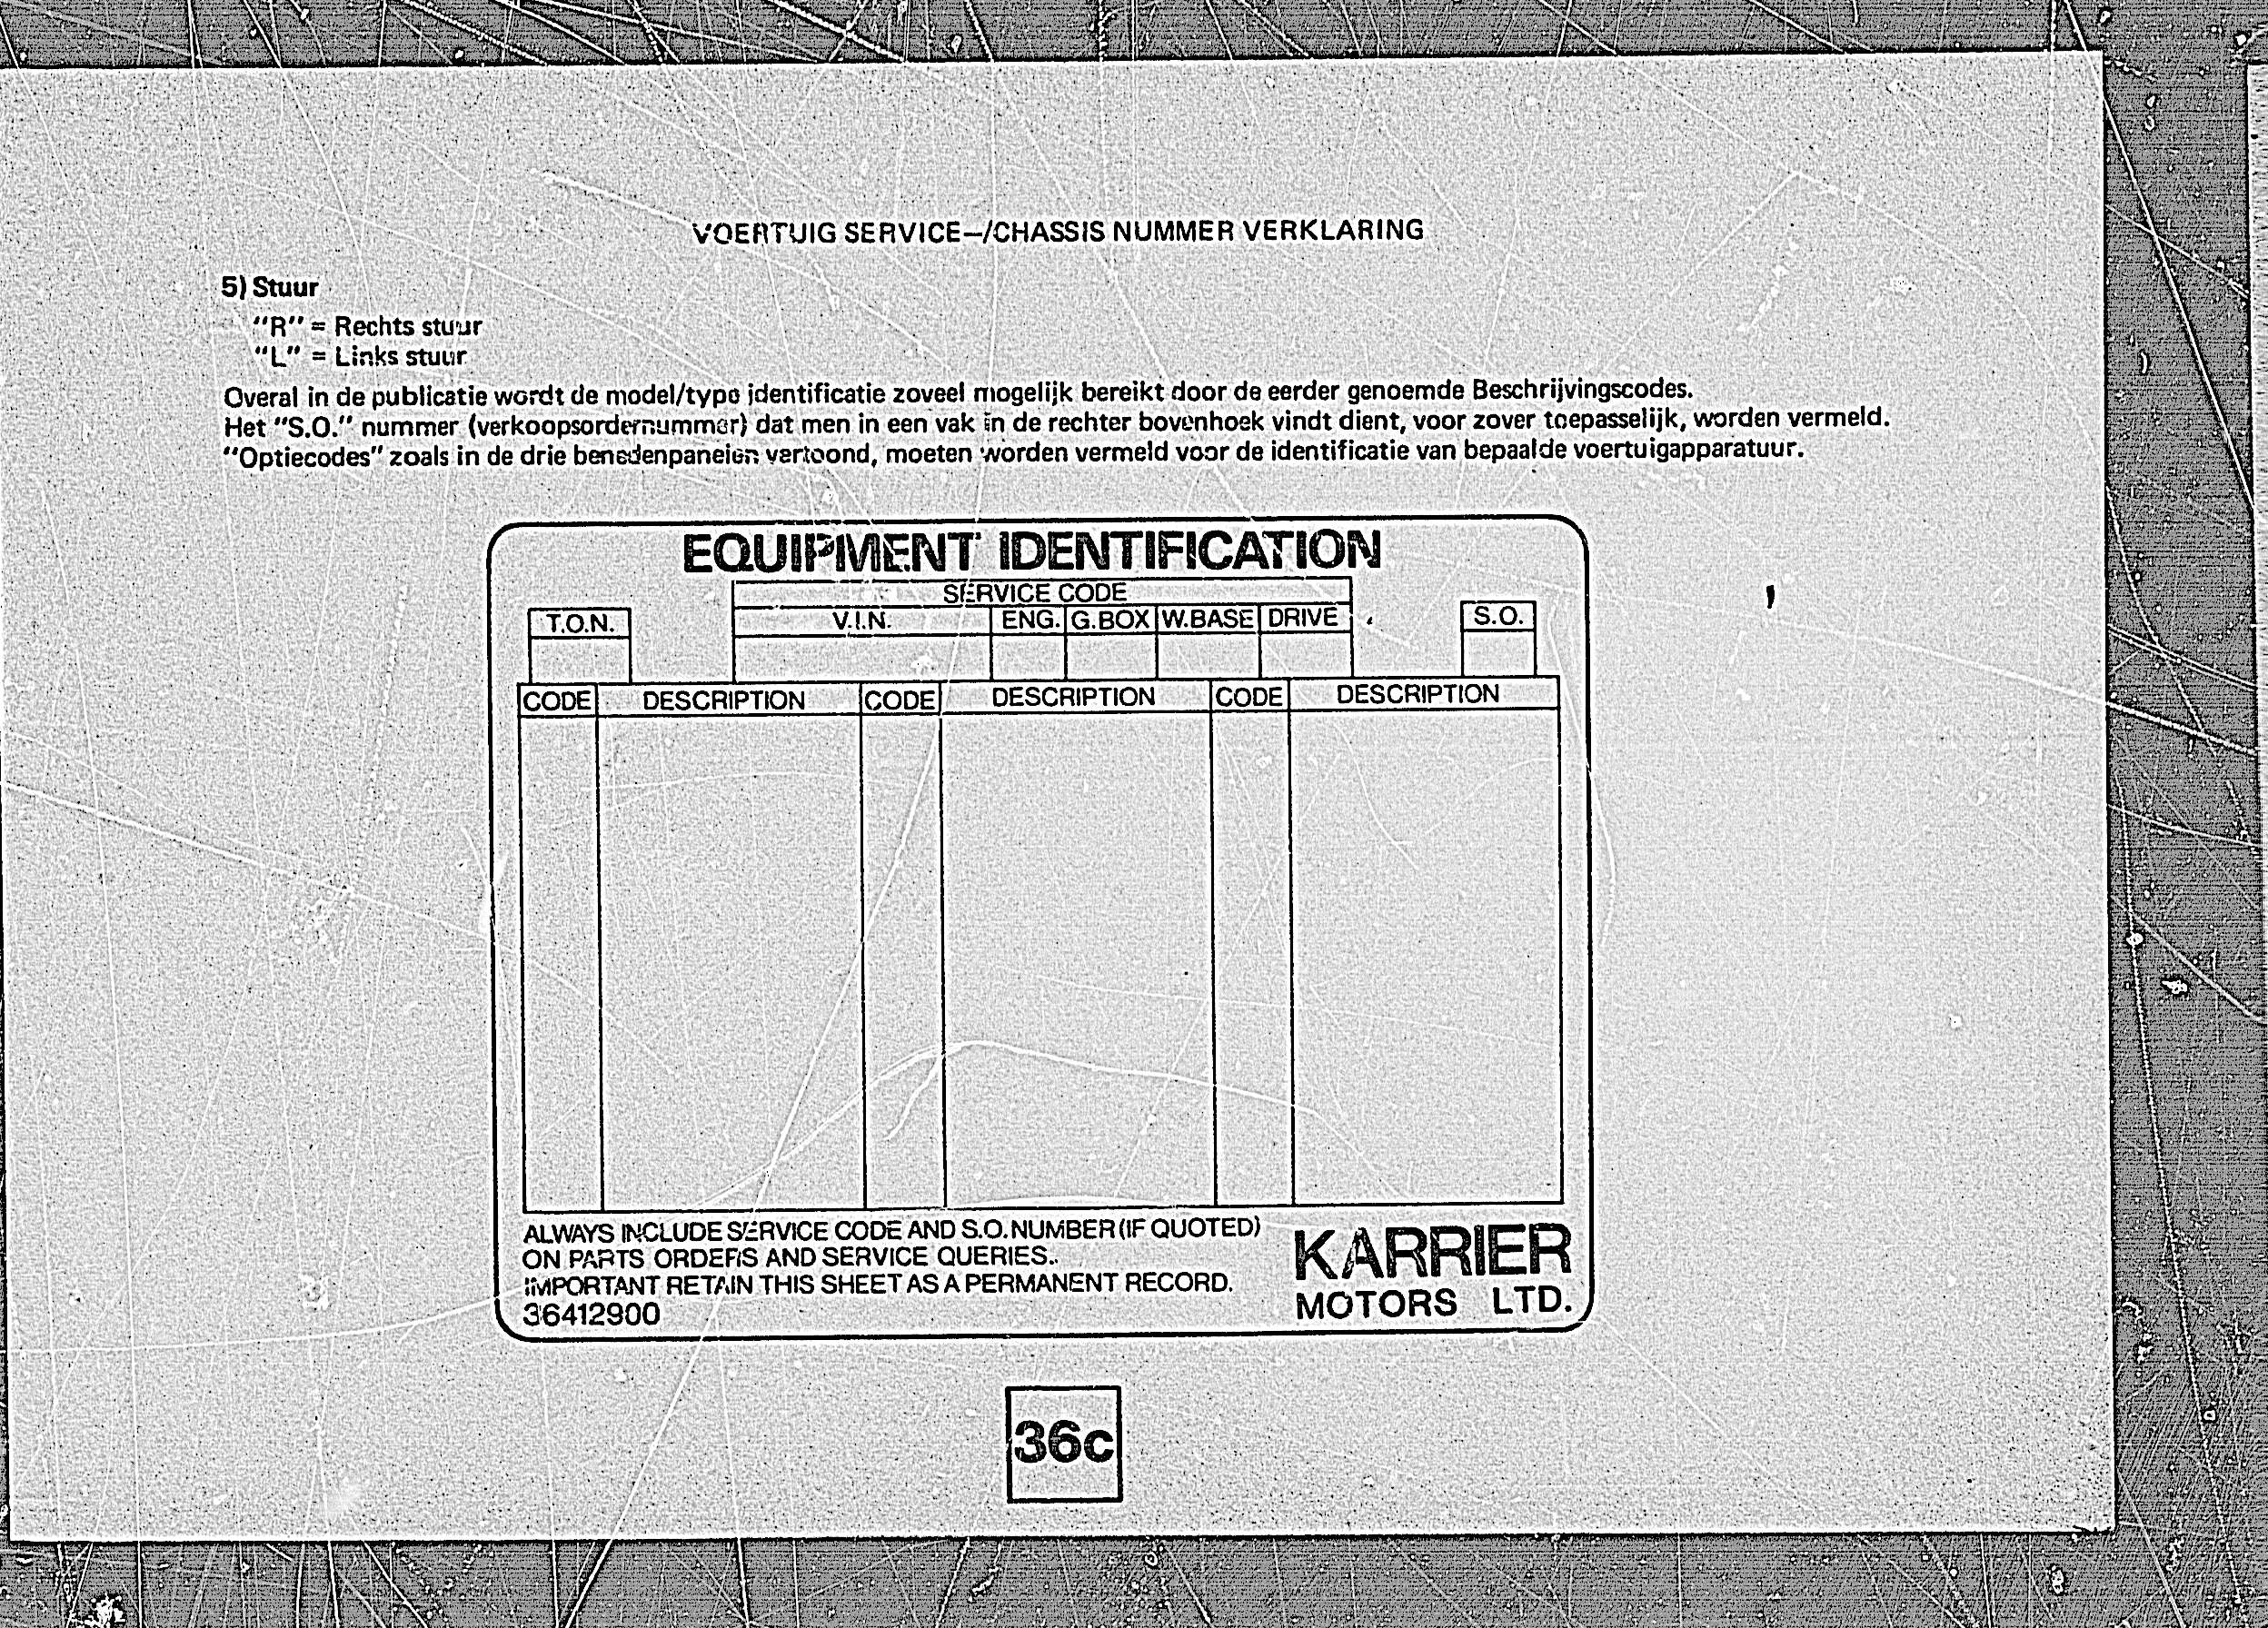 VOERTUIG SERVICE–/CHASSIS NUMMER VERKLARING
5) Stuur
"R" = Rechts stuur
"L" = Links stuur
Overal in de publicatie wordt de model/type identificatie zoveel mogelijk bereikt door de eerder genoemde Beschrijvingscodes.
Het "S.O." nummer (verkoopsordernummer) dat men in een vak in de rechter bovenhoek vindt dient, voor zover toepasselijk, worden vermeld.
"Optiecodes" zoals in de drie benedenpanelen vertoond, moeten worden vermeld voor de identificatie van bepaalde voertuigapparatuur.
EQUIPMENT IDENTIFICATION
SERVICE CODE
T.O.N. V.I.N. ENG. G.BOX W.BASE DRIVE S.O.
CODE DESCRIPTION CODE DESCRIPTION CODE DESCRIPTION
ALWAYS INCLUDE SERVICE CODE AND S.O. NUMBER (IF QUOTED)
ON PARTS ORDERS AND SERVICE QUERIES.
IMPORTANT RETAIN THIS SHEET AS A PERMANENT RECORD.
36412900
KARRIER
MOTORS LTD.
36c